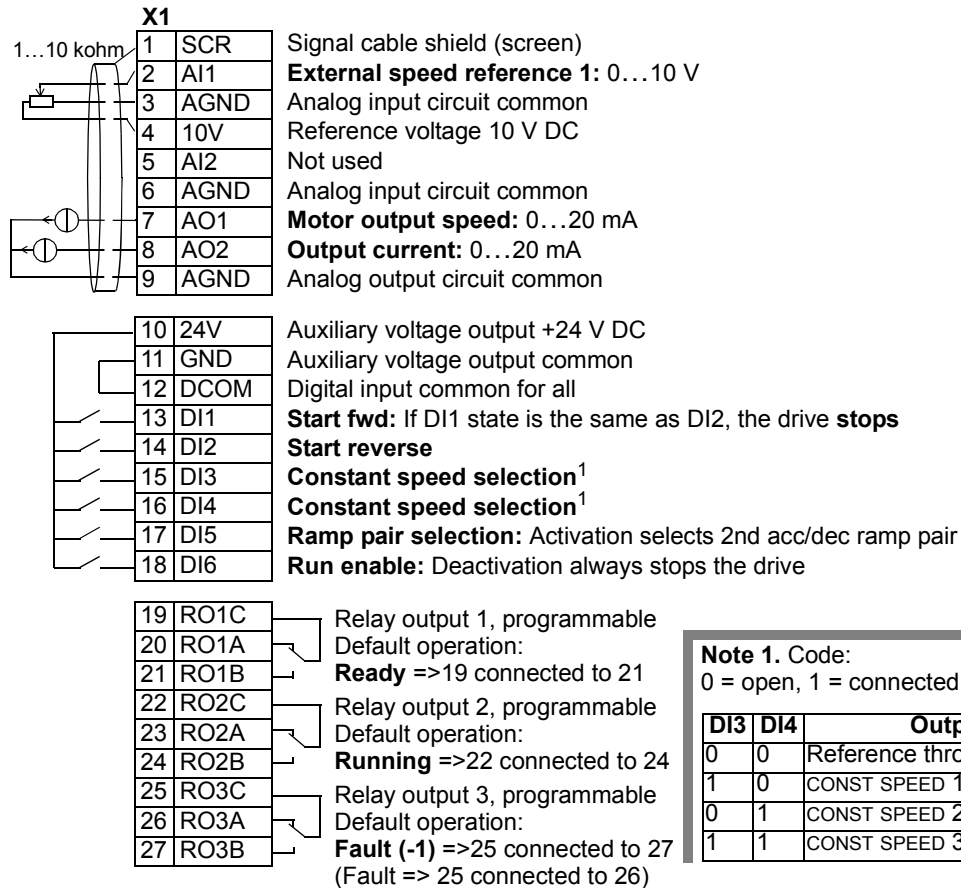 X1
1…10 kohm
1 SCR Signal cable shield (screen)
2 AI1 External speed reference 1: 0…10 V
3 AGND Analog input circuit common
4 10V Reference voltage 10 V DC
5 AI2 Not used
6 AGND Analog input circuit common
7 AO1 Motor output speed: 0…20 mA
8 AO2 Output current: 0…20 mA
9 AGND Analog output circuit common
10 24V Auxiliary voltage output +24 V DC
11 GND Auxiliary voltage output common
12 DCOM Digital input common for all
13 DI1 Start fwd: If DI1 state is the same as DI2, the drive stops
14 DI2 Start reverse
15 DI3 Constant speed selection1
16 DI4 Constant speed selection1
17 DI5 Ramp pair selection: Activation selects 2nd acc/dec ramp pair
18 DI6 Run enable: Deactivation always stops the drive
19 RO1C Relay output 1, programmable
20 RO1A Default operation:
21 RO1B Ready =>19 connected to 21
22 RO2C Relay output 2, programmable
23 RO2A Default operation:
24 RO2B Running =>22 connected to 24
25 RO3C Relay output 3, programmable
26 RO3A Default operation:
27 RO3B Fault (-1) =>25 connected to 27
(Fault => 25 connected to 26)
Note 1. Code:
0 = open, 1 = connected
DI3 DI4
0 0 Reference
1 0 CONST SPEED 1
0 1 CONST SPEED 2
1 1 CONST SPEED 3